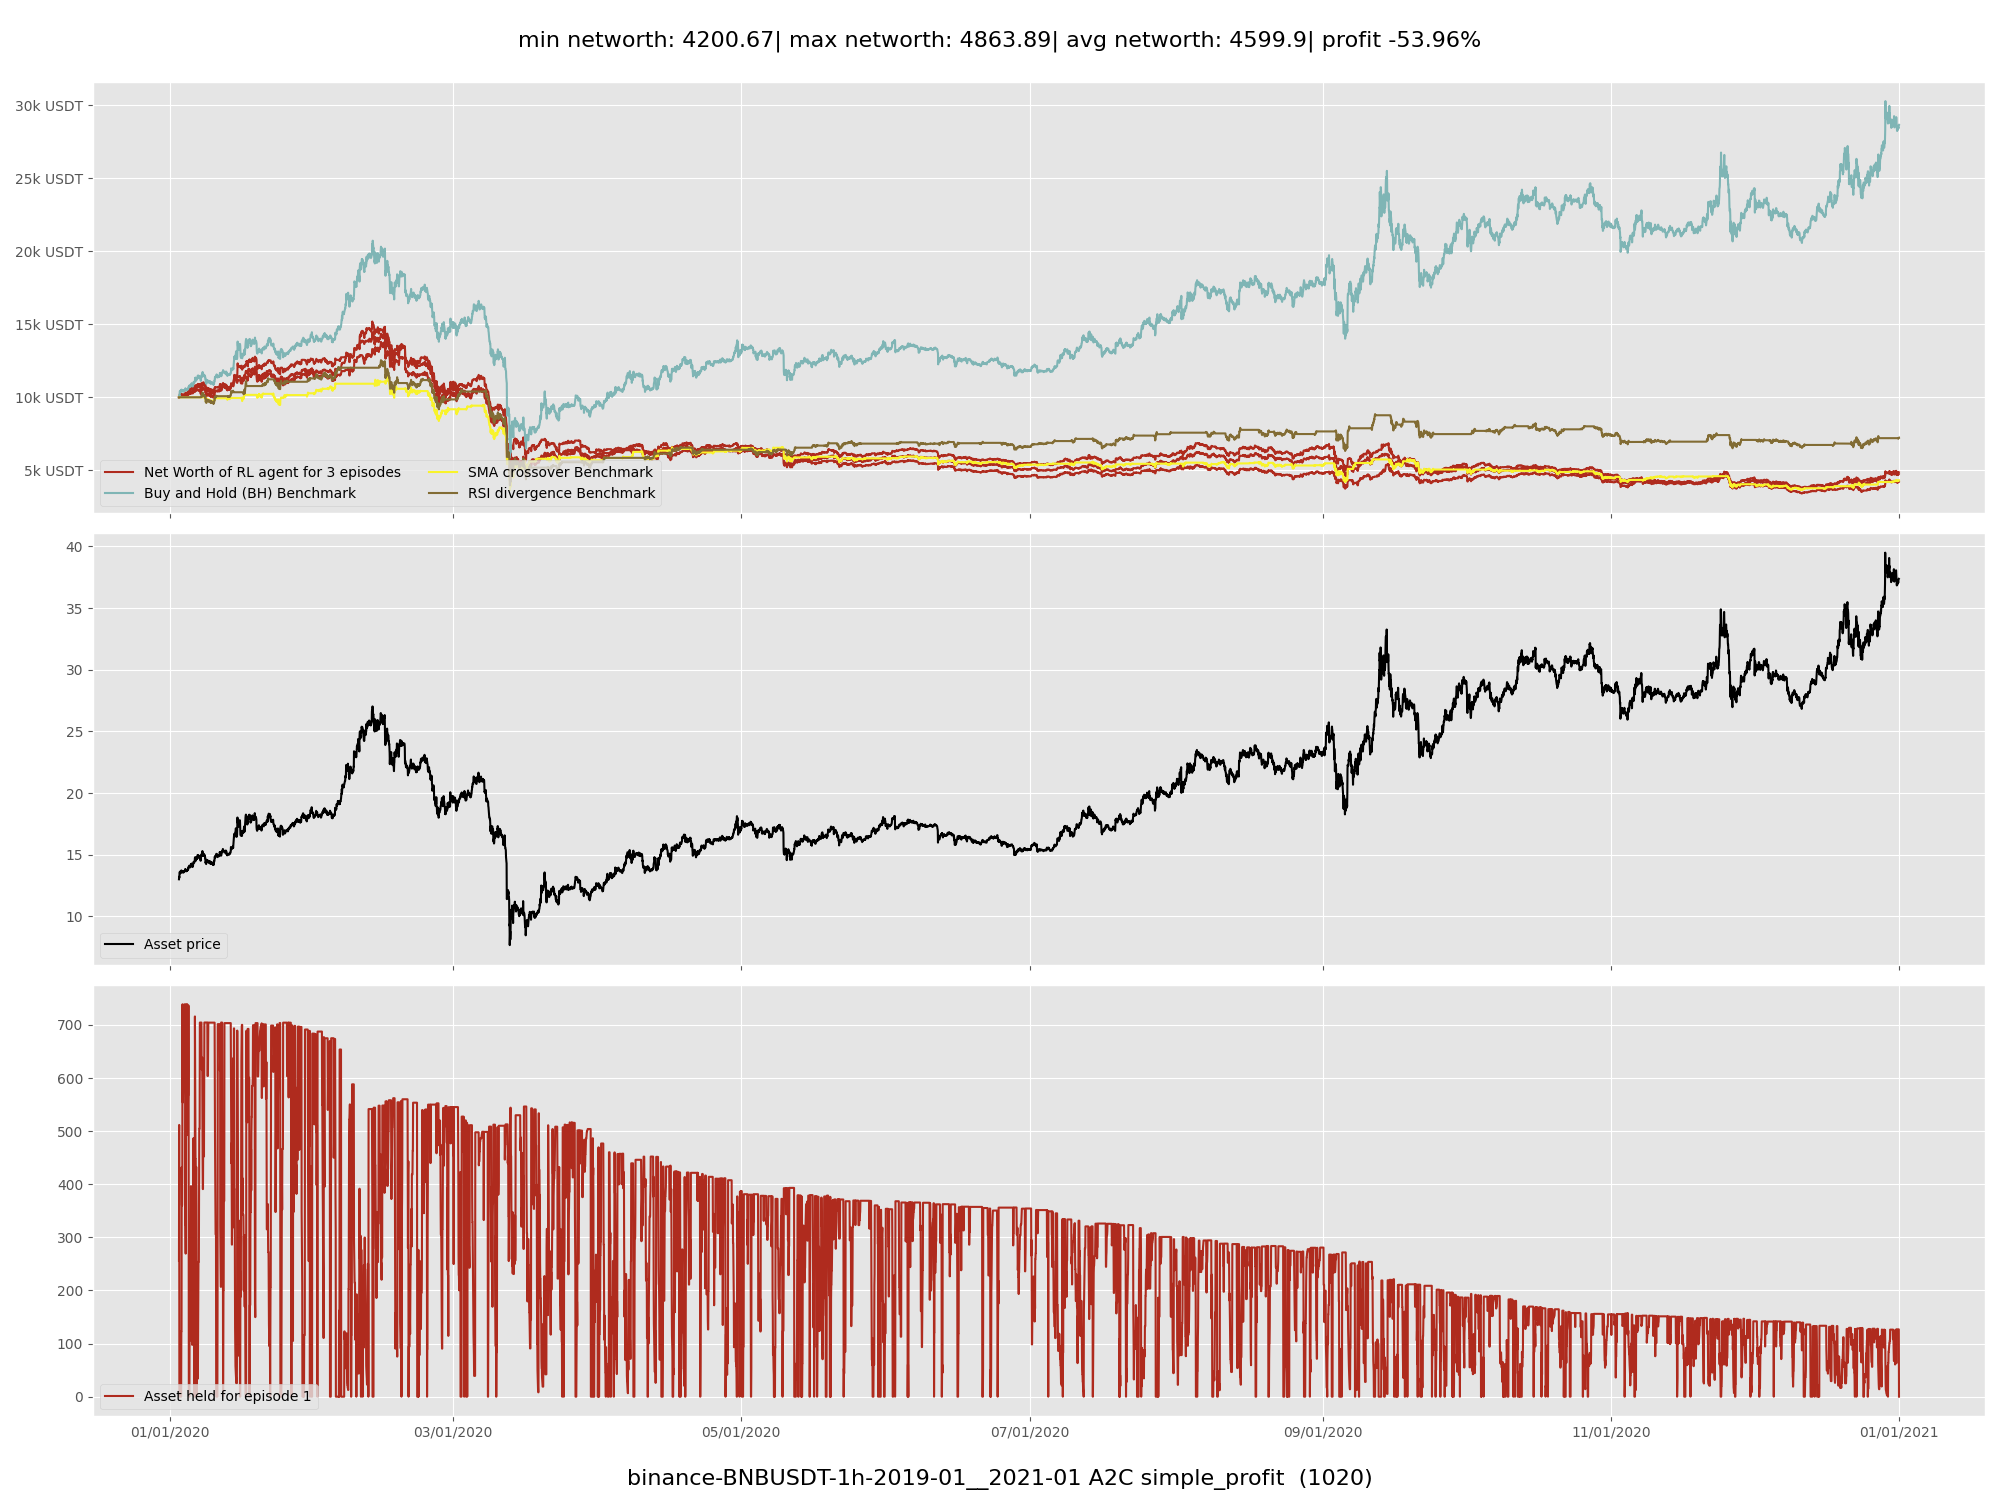 min networth: 4200.67| max networth: 4863.89| avg networth: 4599.9| profit -53.96%
30k USDT
25k USDT
20k USDT
15k USDT
10k USDT
5k USDT
Net Worth of RL agent for 3 episodes
Buy and Hold (BH) Benchmark
SMA crossover Benchmark
RSI divergence Benchmark
40
35
30
25
20
15
10
Asset price
700
600
500
400
300
200
100
0
Asset held for episode 1
01/01/2020 03/01/2020 05/01/2020 07/01/2020 09/01/2020 11/01/2020 01/01/2021
binance-BNBUSDT-1h-2019-01__2021-01 A2C simple_profit  (1020)